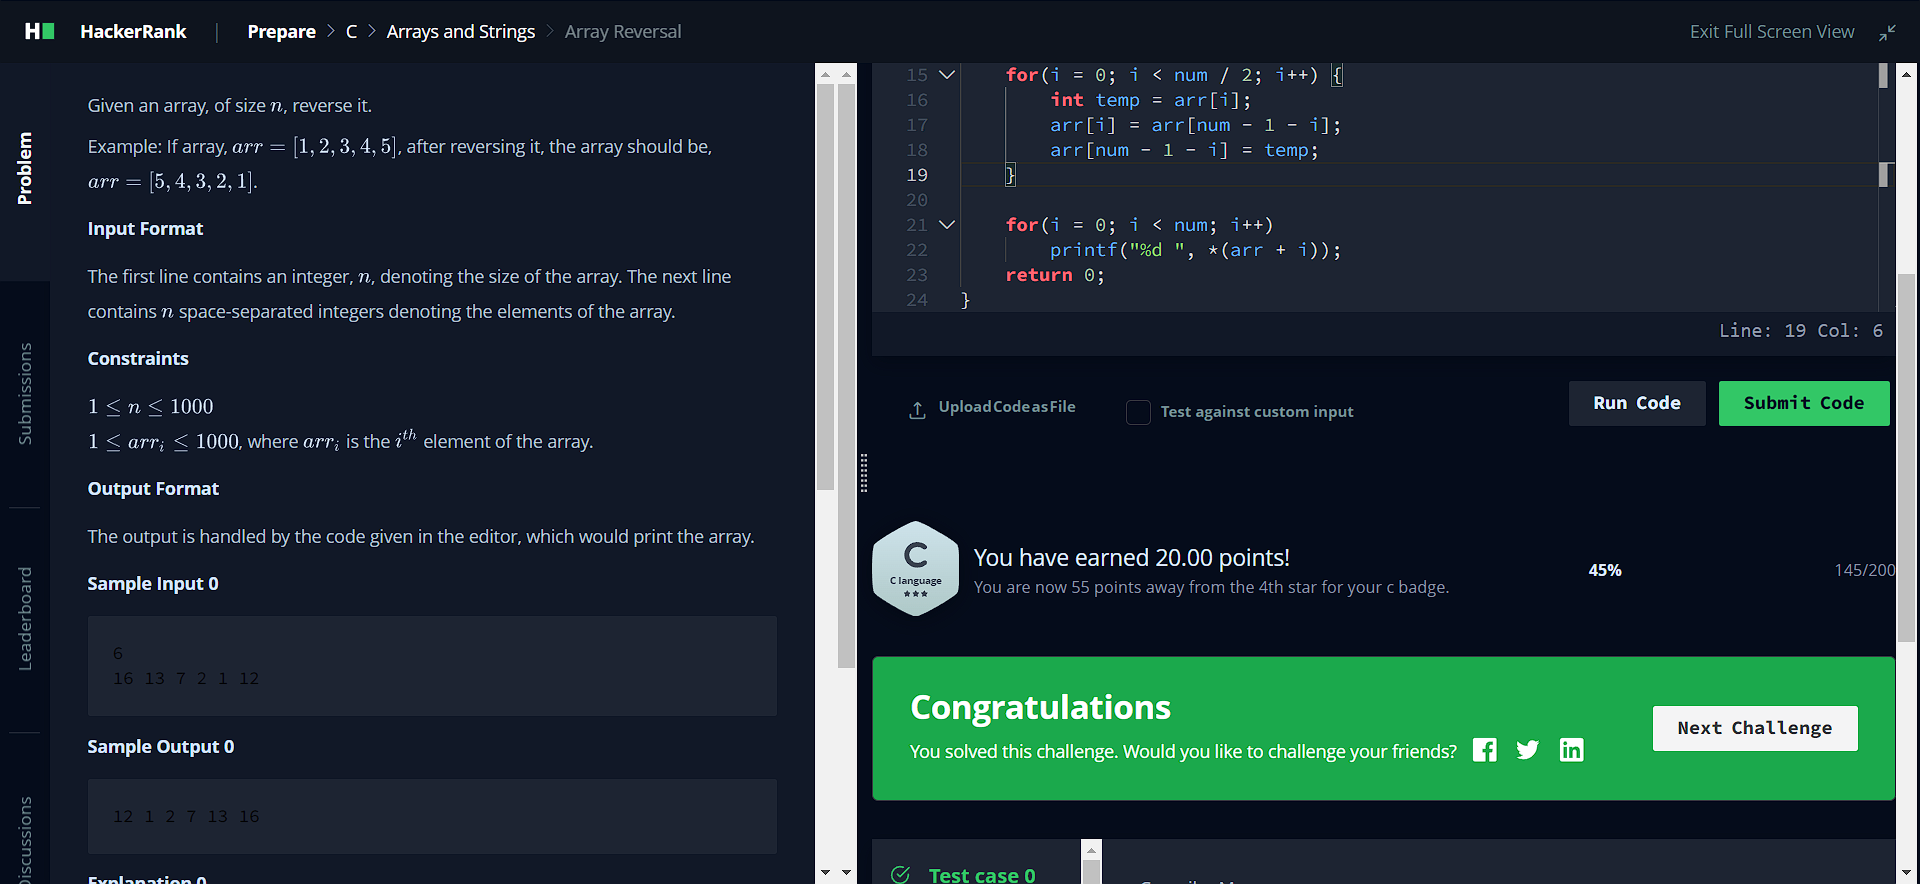 HackerRank | Prepare > C > Arrays and Strings > Array Reversal
Exit Full Screen View
Problem
Submissions
Leaderboard
Discussions
Given an array, of size n, reverse it.
Example: If array, arr = [1, 2, 3, 4, 5], after reversing it, the array should be,
arr = [5, 4, 3, 2, 1].
Input Format
The first line contains an integer, n, denoting the size of the array. The next line
contains n space-separated integers denoting the elements of the array.
Constraints
1 ≤ n ≤ 1000
1 ≤ arr_i ≤ 1000, where arr_i is the i^th element of the array.
Output Format
The output is handled by the code given in the editor, which would print the array.
Sample Input 0
6
16 13 7 2 1 12
Sample Output 0
12 1 2 7 13 16
Explanation 0
15 for(i = 0; i < num / 2; i++) {
16 int temp = arr[i];
17 arr[i] = arr[num - 1 - i];
18 arr[num - 1 - i] = temp;
19 }
20
21 for(i = 0; i < num; i++)
22 printf("%d ", *(arr + i));
23 return 0;
24 }
Line: 19 Col: 6
Upload Code as File
Test against custom input
Run Code
Submit Code
C
C language
You have earned 20.00 points!
You are now 55 points away from the 4th star for your c badge.
45%
145/200
Congratulations
You solved this challenge. Would you like to challenge your friends?
Next Challenge
Test case 0